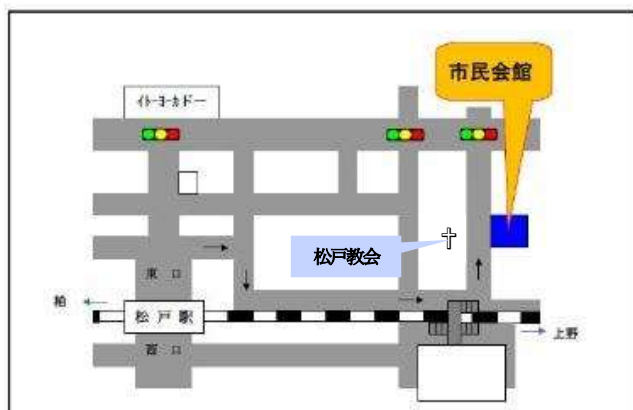 市民会館
ｲﾄｰﾖｰｶドー
松戸教会
東 口
柏
松 戸 駅
上野
西 口